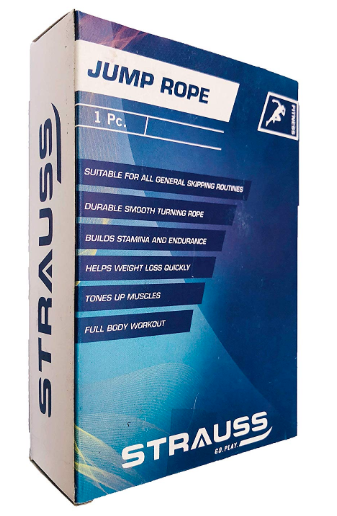 JUMP ROPE
1 Pc.
FITNESS
SUITABLE FOR ALL GENERAL SKIPPING ROUTINES
DURABLE SMOOTH TURNING ROPE
BUILDS STAMINA AND ENDURANCE
HELPS WEIGHT LOSS QUICKLY
TONES UP MUSCLES
FULL BODY WORKOUT
STRAUSS
GO. PLAY
STRAUSS